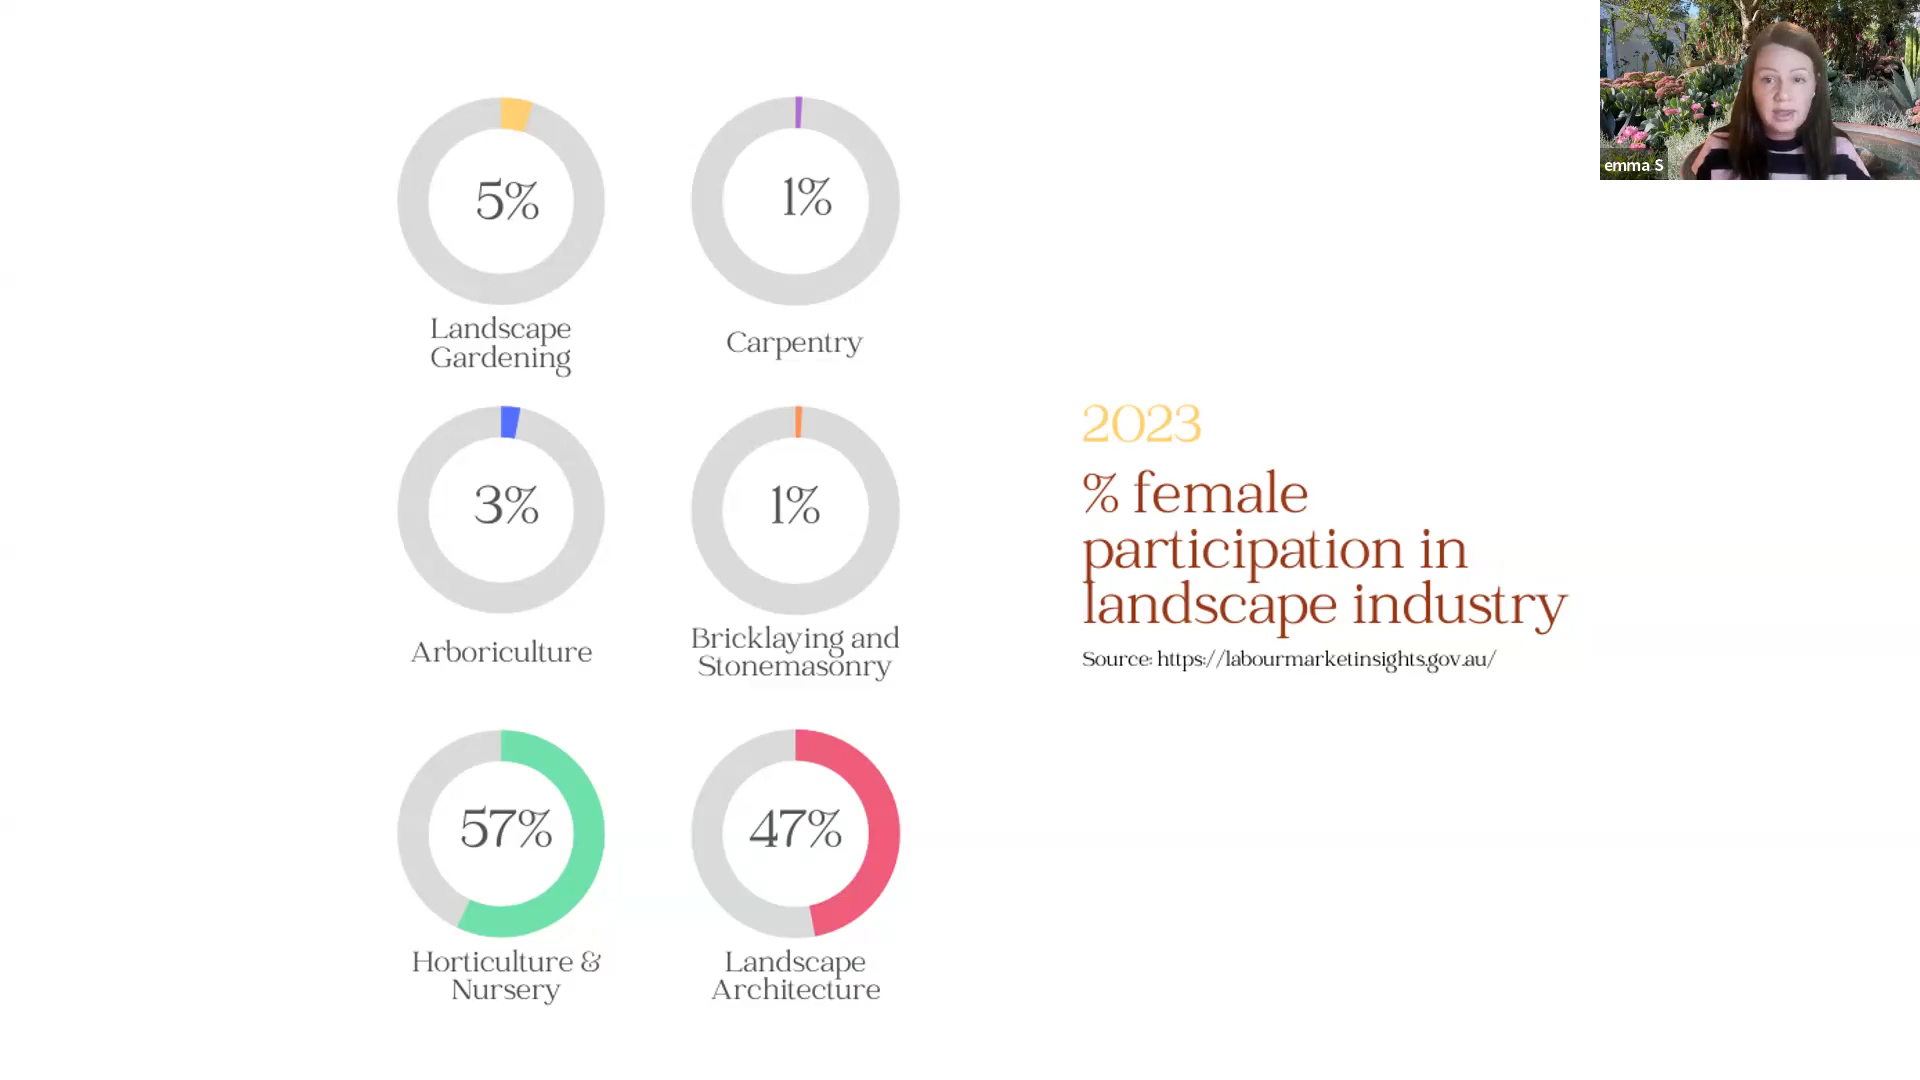 emma S
5%
1%
Landscape
Gardening
Carpentry
3%
1%
Arboriculture
Bricklaying and
Stonemasonry
57%
47%
Horticulture &
Nursery
Landscape
Architecture
2023
% female
participation in
landscape industry
Source: https://labourmarketinsights.gov.au/